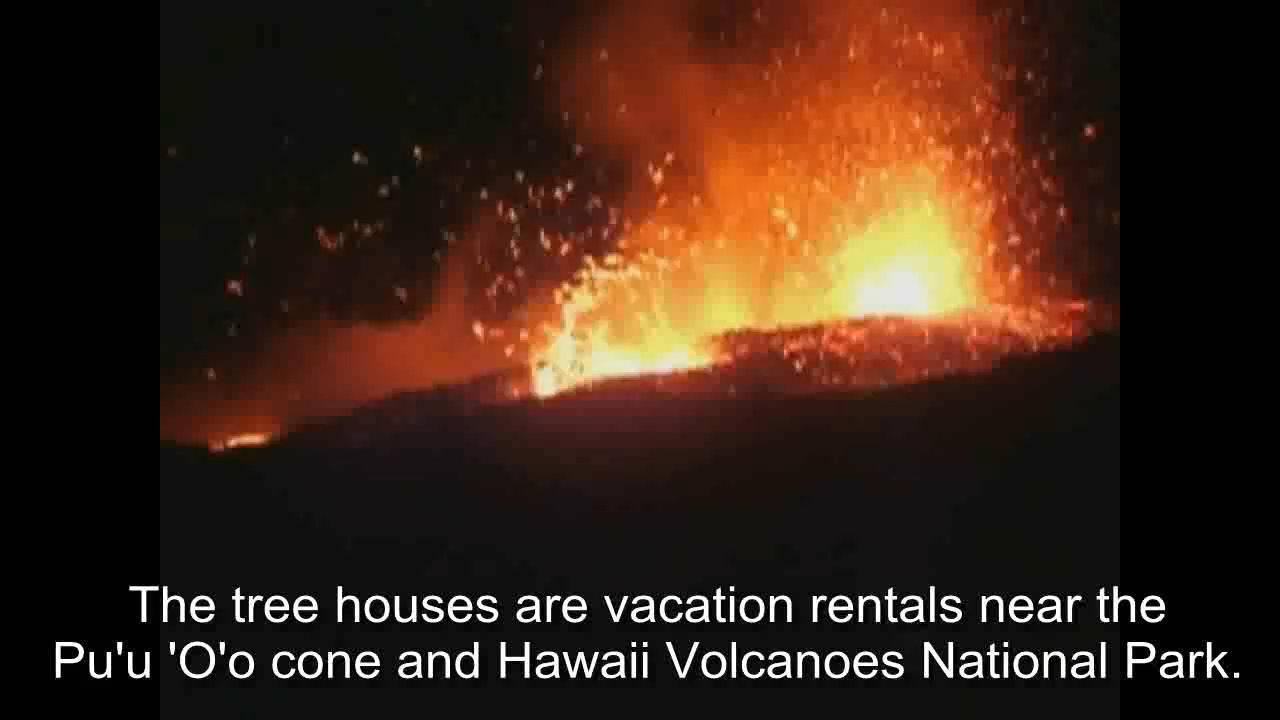 The tree houses are vacation rentals near the
Pu'u 'O'o cone and Hawaii Volcanoes National Park.